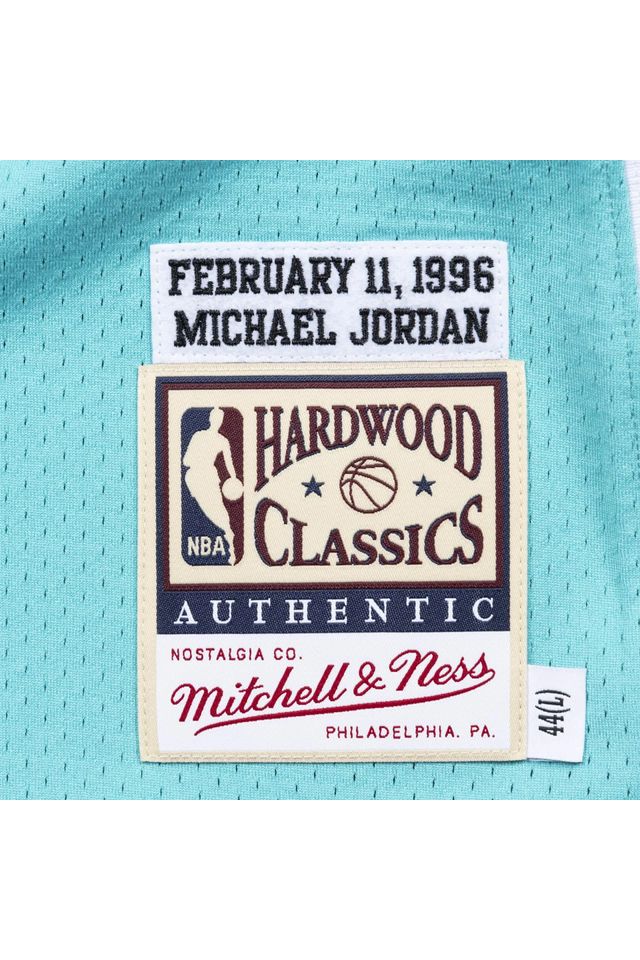 FEBRUARY 11, 1996
MICHAEL JORDAN
HARDWOOD
CLASSICS
NBA
AUTHENTIC
NOSTALGIA CO.
Mitchell & Ness
PHILADELPHIA. PA.
44(L)